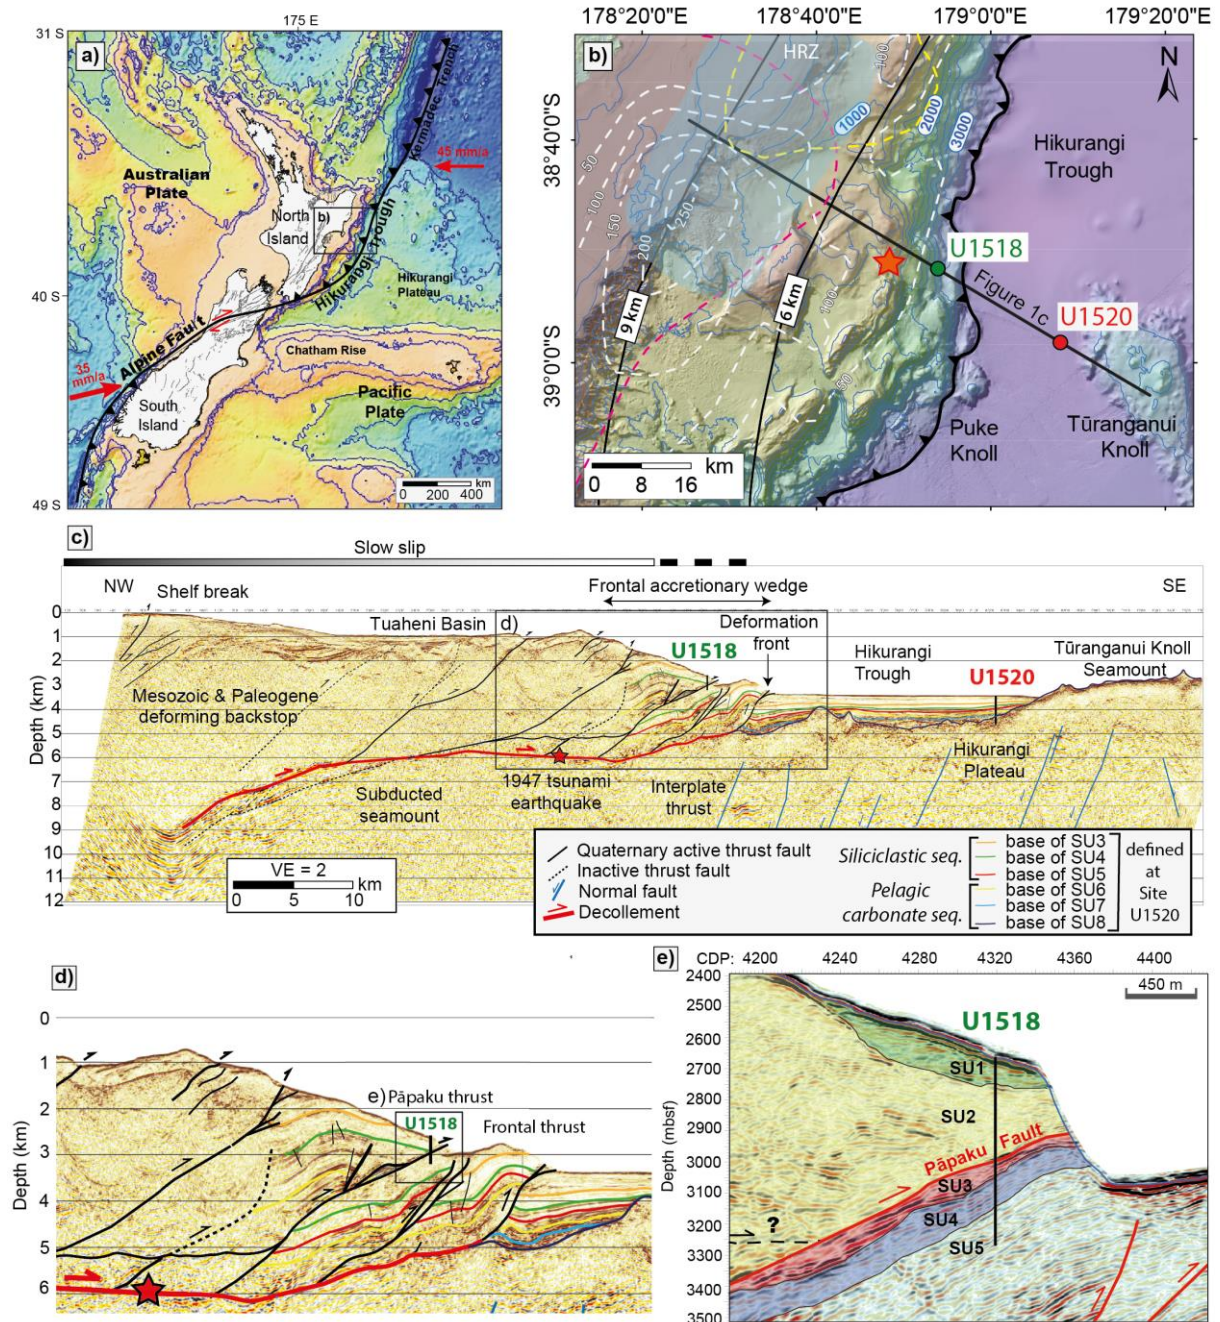 175 E
31 S
a)
Kermadec Trench
45 mm/a
Australian
Plate
North
Island
b)
Hikurangi Trough
Hikurangi
Plateau
40 S
Alpine Fault
Chatham Rise
35
mm/a
Pacific
Plate
South
Island
0 200 400 km
49 S
178°20'0"E 178°40'0"E 179°0'0"E 179°20'0"E
b)
HRZ
N
100
1000
2000
3000
38°40'0"S
Hikurangi
Trough
50
100
150
200
250
U1518
Figure 1c
U1520
9 km
6 km
100
50
39°0'0"S
Puke
Knoll
Tūranganui
Knoll
km
0 8 16
c)
Slow slip
NW
Shelf break
Frontal accretionary wedge
SE
Tuaheni Basin
d)
Deformation
front
U1518
Hikurangi
Trough
Tūranganui Knoll
Seamount
U1520
Mesozoic & Paleogene
deforming backstop
Depth (km)
0
1
2
3
4
5
6
7
8
9
10
11
12
Subducted
seamount
1947 tsunami
earthquake
Interplate
thrust
Hikurangi
Plateau
VE = 2
0 5 10 km
Quaternary active thrust fault
Inactive thrust fault
Normal fault
Decollement
Siliciclastic seq.
Pelagic
carbonate seq.
base of SU3
base of SU4
base of SU5
base of SU6
base of SU7
base of SU8
defined
at
Site
U1520
d)
0
1
2
3
4
5
6
Depth (km)
e) Pāpaku thrust
U1518
Frontal thrust
e)
CDP: 4200 4240 4280 4320 4360 4400
450 m
U1518
2400
2500
2600
2700
2800
2900
3000
3100
3200
3300
3400
3500
Depth (mbsf)
SU1
SU2
Pāpaku Fault
SU3
SU4
SU5
?